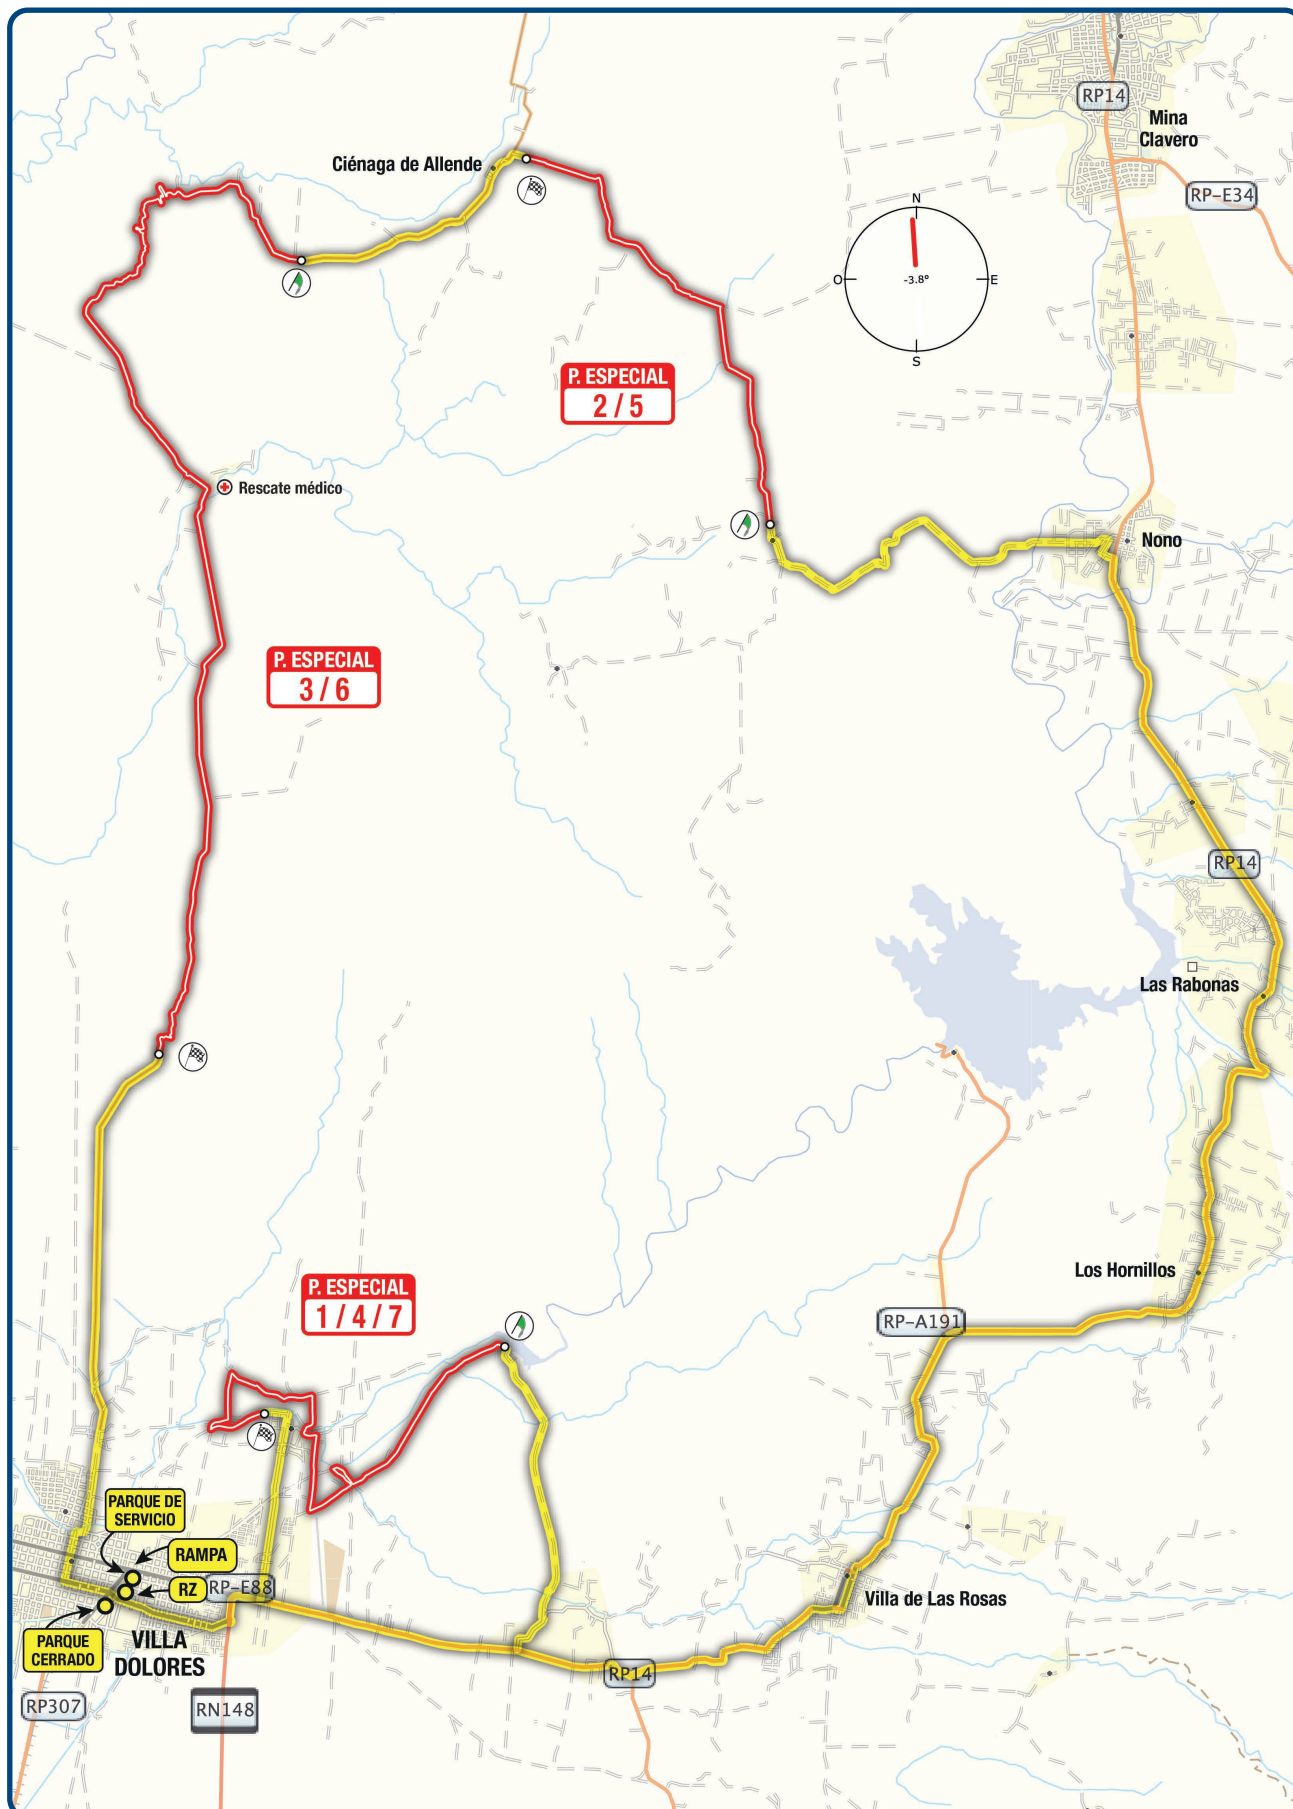 RP14
Mina
Clavero
Ciénaga de Allende
RP-E34
N
O
-3.8°
E
S
P. ESPECIAL
2 / 5
Rescate médico
Nono
P. ESPECIAL
3 / 6
RP14
Las Rabonas
Los Hornillos
P. ESPECIAL
1 / 4 / 7
RP-A191
PARQUE DE
SERVICIO
RAMPA
RZ
RP-E88
Villa de Las Rosas
PARQUE
CERRADO
VILLA
DOLORES
RP14
RP307
RN148